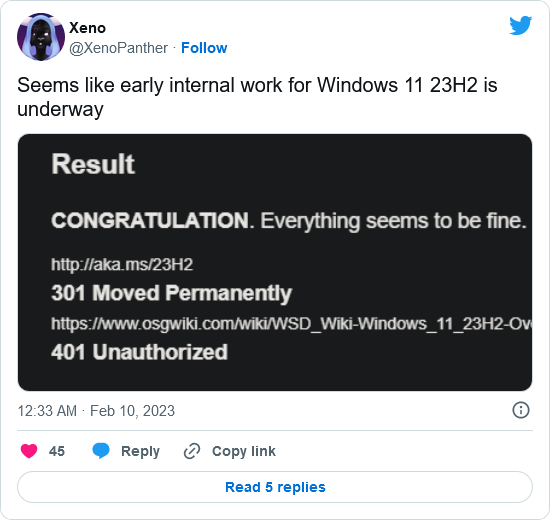 Xeno
@XenoPanther · Follow
Seems like early internal work for Windows 11 23H2 is
underway
Result
CONGRATULATION. Everything seems to be fine.
http://aka.ms/23H2
301 Moved Permanently
https://www.osgwiki.com/wiki/WSD_Wiki-Windows_11_23H2-Ov
401 Unauthorized
12:33 AM · Feb 10, 2023
45 Reply Copy link
Read 5 replies